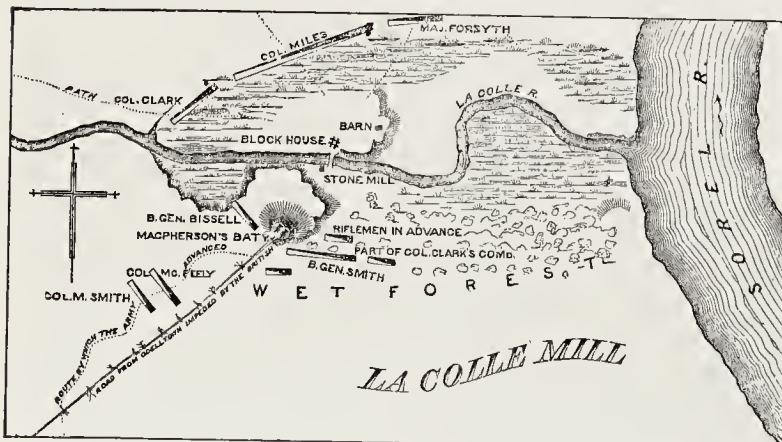 MAJ. FORSYTH
COL. MILES
PATH
COL. CLARK
LA COLLE R.
BARN
BLOCK HOUSE
STONE MILL
B. GEN. BISSELL
RIFLEMEN IN ADVANCE
MACPHERSON'S BATY
PART OF COL. CLARK'S COMD.
B. GEN. SMITH
COL. MC. FEELY
COL. M. SMITH
WET FOREST
ROUTE BY WHICH THE ARMY ADVANCED
ROAD FROM ODELLTOWN IMPEDED BY THE BRITISH
SOREL R.
LA COLLE MILL